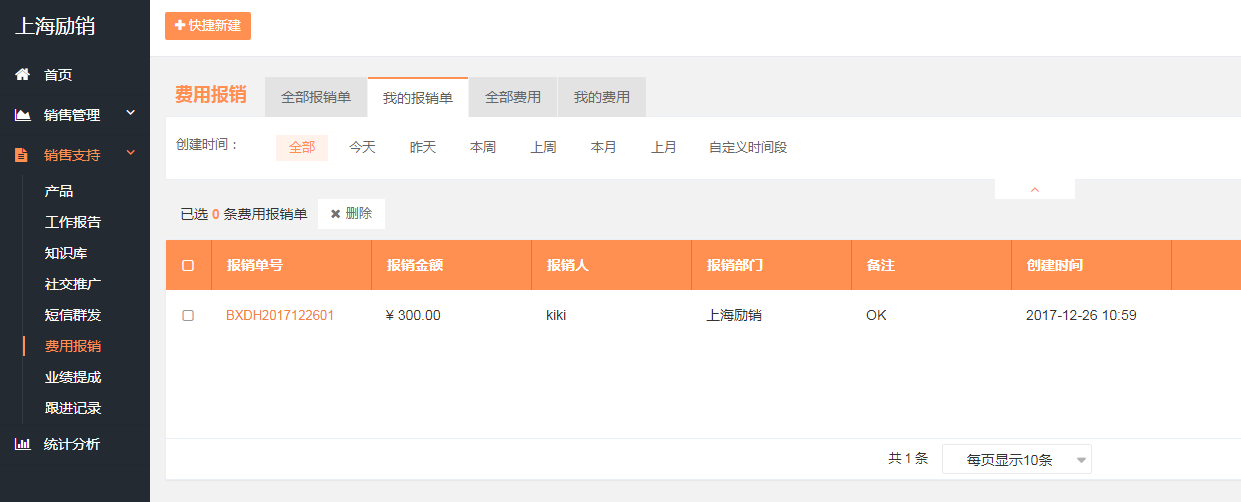 上海励销
快捷新建
首页
销售管理
销售支持
产品
工作报告
知识库
社交推广
短信群发
费用报销
业绩提成
跟进记录
统计分析
费用报销 全部报销单 我的报销单 全部费用 我的费用
创建时间： 全部 今天 昨天 本周 上周 本月 上月 自定义时间段
已选 0 条费用报销单 删除
报销单号 报销金额 报销人 报销部门 备注 创建时间
BXDH2017122601 ¥ 300.00 kiki 上海励销 OK 2017-12-26 10:59
共 1 条 每页显示10条